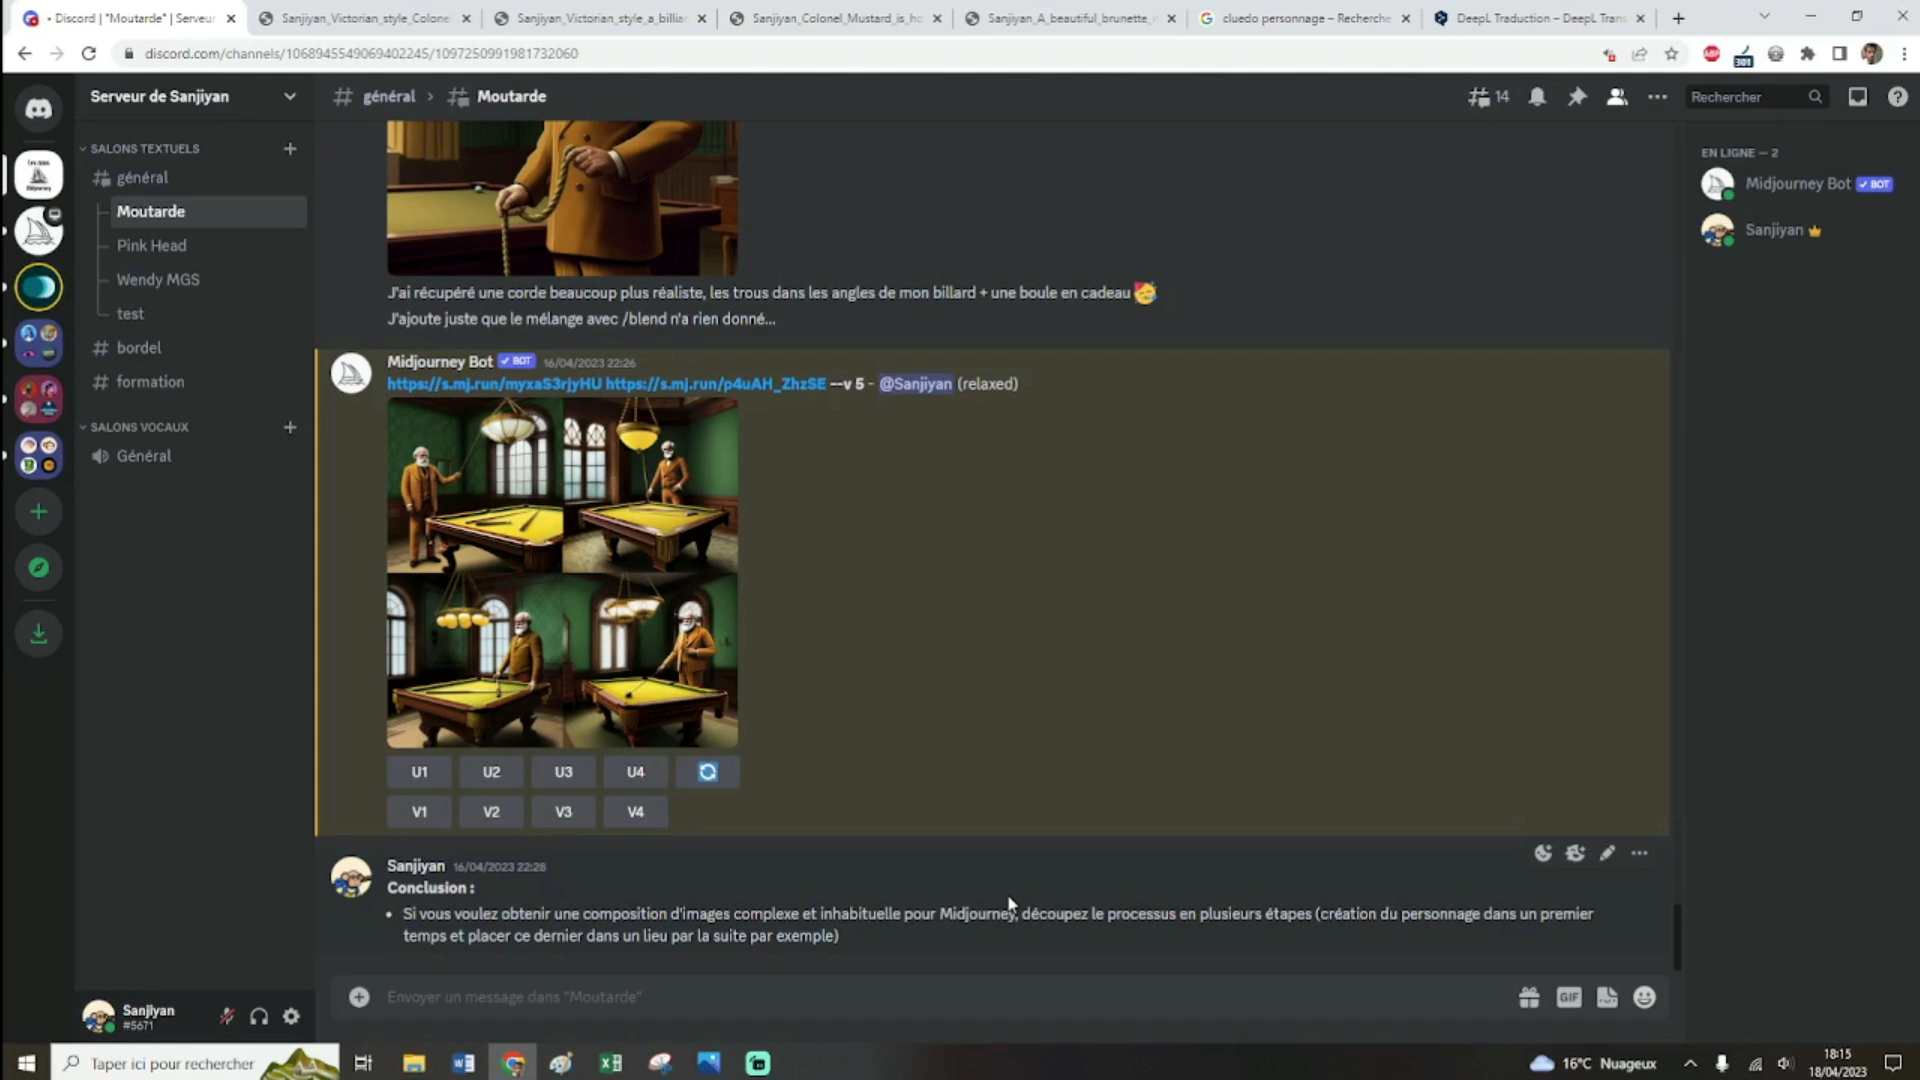 • Discord | "Moutarde" | Serveur
Sanjiyan_Victorian_style_Colone
Sanjiyan_Victorian_style_a_billia
Sanjiyan_Colonel_Mustard_is_ho
Sanjiyan_A_beautiful_brunette_w
cluedo personnage – Recherche
DeepL Traduction – DeepL Trans
discord.com/channels/1068945549069402245/1097250991981732060
301
Serveur de Sanjiyan
général
Moutarde
14
Rechercher
SALONS TEXTUELS
général
Moutarde
Pink Head
Wendy MGS
test
bordel
formation
SALONS VOCAUX
Général
J'ai récupéré une corde beaucoup plus réaliste, les trous dans les angles de mon billard + une boule en cadeau 🥳
J'ajoute juste que le mélange avec /blend n'a rien donné...
Midjourney Bot ✓ BOT 16/04/2023 22:26
https://s.mj.run/myxaS3rjyHU https://s.mj.run/p4uAH_ZhzSE --v 5 - @Sanjiyan (relaxed)
U1 U2 U3 U4
V1 V2 V3 V4
Sanjiyan 16/04/2023 22:28
Conclusion :
• Si vous voulez obtenir une composition d'images complexe et inhabituelle pour Midjourney, découpez le processus en plusieurs étapes (création du personnage dans un premier
temps et placer ce dernier dans un lieu par la suite par exemple)
Envoyer un message dans "Moutarde"
GIF
EN LIGNE — 2
Midjourney Bot ✓ BOT
Sanjiyan
Sanjiyan
#5671
Taper ici pour rechercher
16°C Nuageux
18:15
18/04/2023